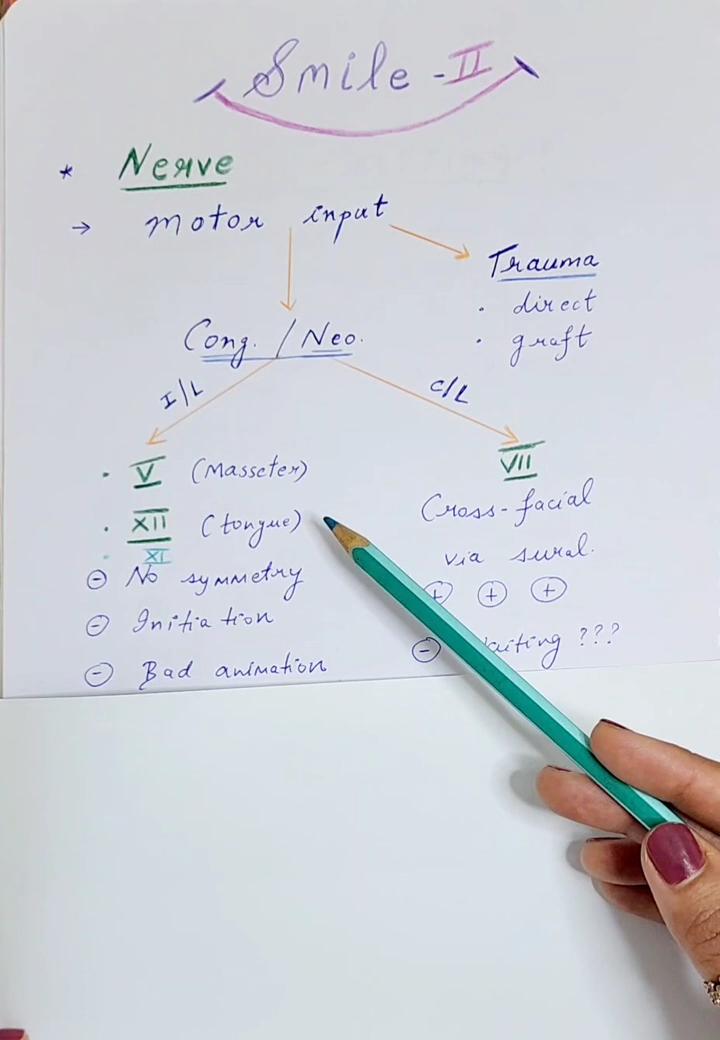 Smile - II
* Nerve
→ motor input
Trauma
• direct
• graft
Cong. / Neo.
I/L
C/L
• V (Masseter)
• XII (tongue)
• XI
⊖ No symmetry
⊖ Initiation
⊖ Bad animation
VII
Cross-facial
via sural.
⊕ ⊕ ⊕
⊖ ???